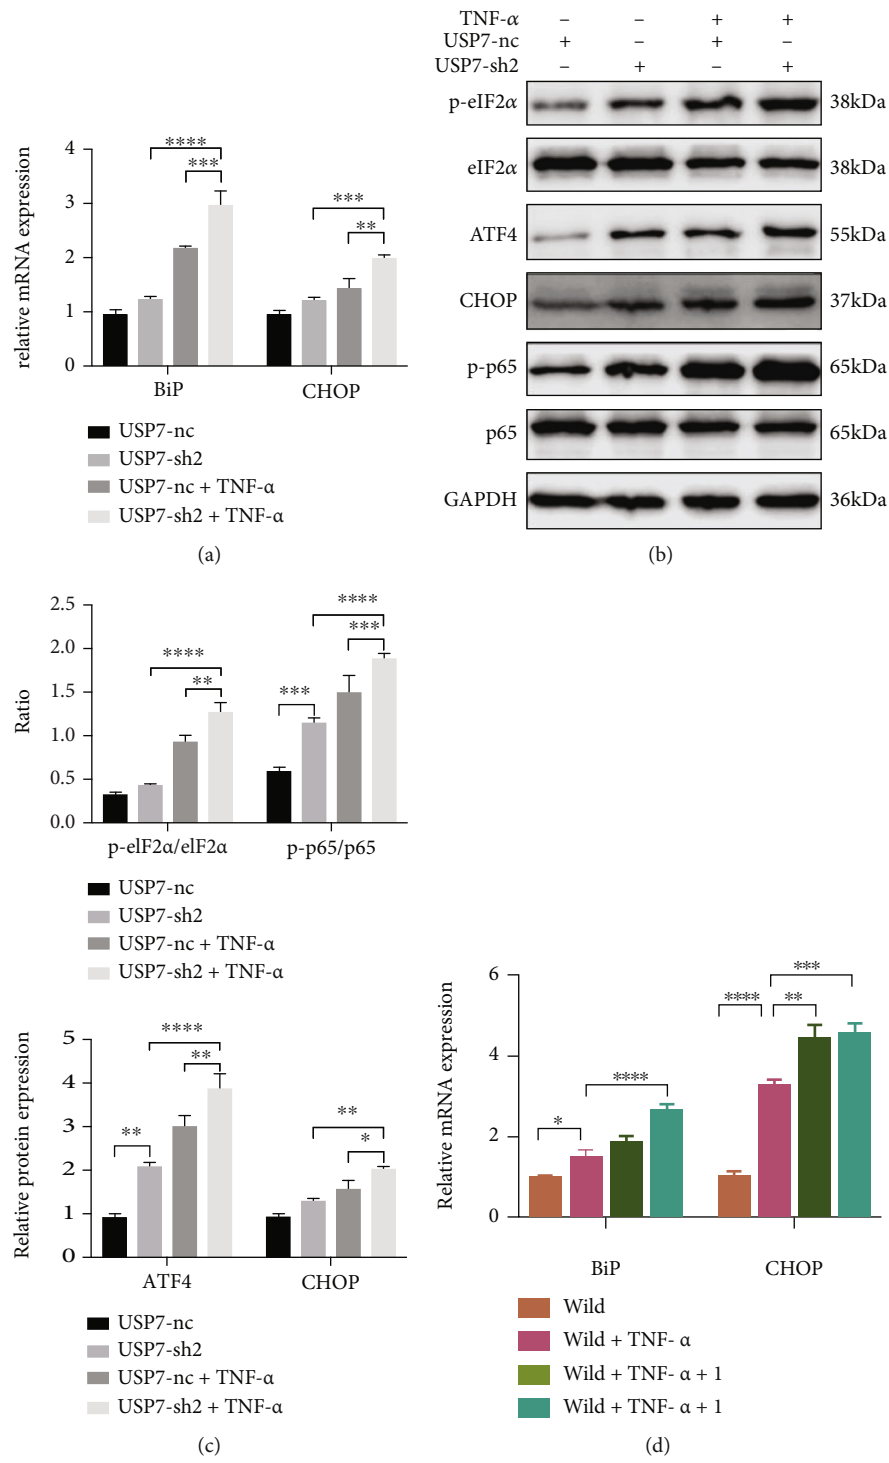 relative mRNA expression
4
3
2
1
0
****
***
***
**
BiP CHOP
USP7-nc
USP7-sh2
USP7-nc + TNF-α
USP7-sh2 + TNF-α
(a)
TNF-α – – + +
USP7-nc + – + –
USP7-sh2 – + – +
p-eIF2α 38kDa
eIF2α 38kDa
ATF4 55kDa
CHOP 37kDa
p-p65 65kDa
p65 65kDa
GAPDH 36kDa
(b)
Ratio
2.5
2.0
1.5
1.0
0.5
0.0
****
**
****
***
***
p-elF2α/elF2α p-p65/p65
USP7-nc
USP7-sh2
USP7-nc + TNF-α
USP7-sh2 + TNF-α
Relative protein erpression
5
4
3
2
1
0
****
**
**
**
*
ATF4 CHOP
USP7-nc
USP7-sh2
USP7-nc + TNF-α
USP7-sh2 + TNF-α
(c)
Relative mRNA expression
6
4
2
0
*
****
****
***
**
BiP CHOP
Wild
Wild + TNF- α
Wild + TNF- α + 1
Wild + TNF- α + 1
(d)